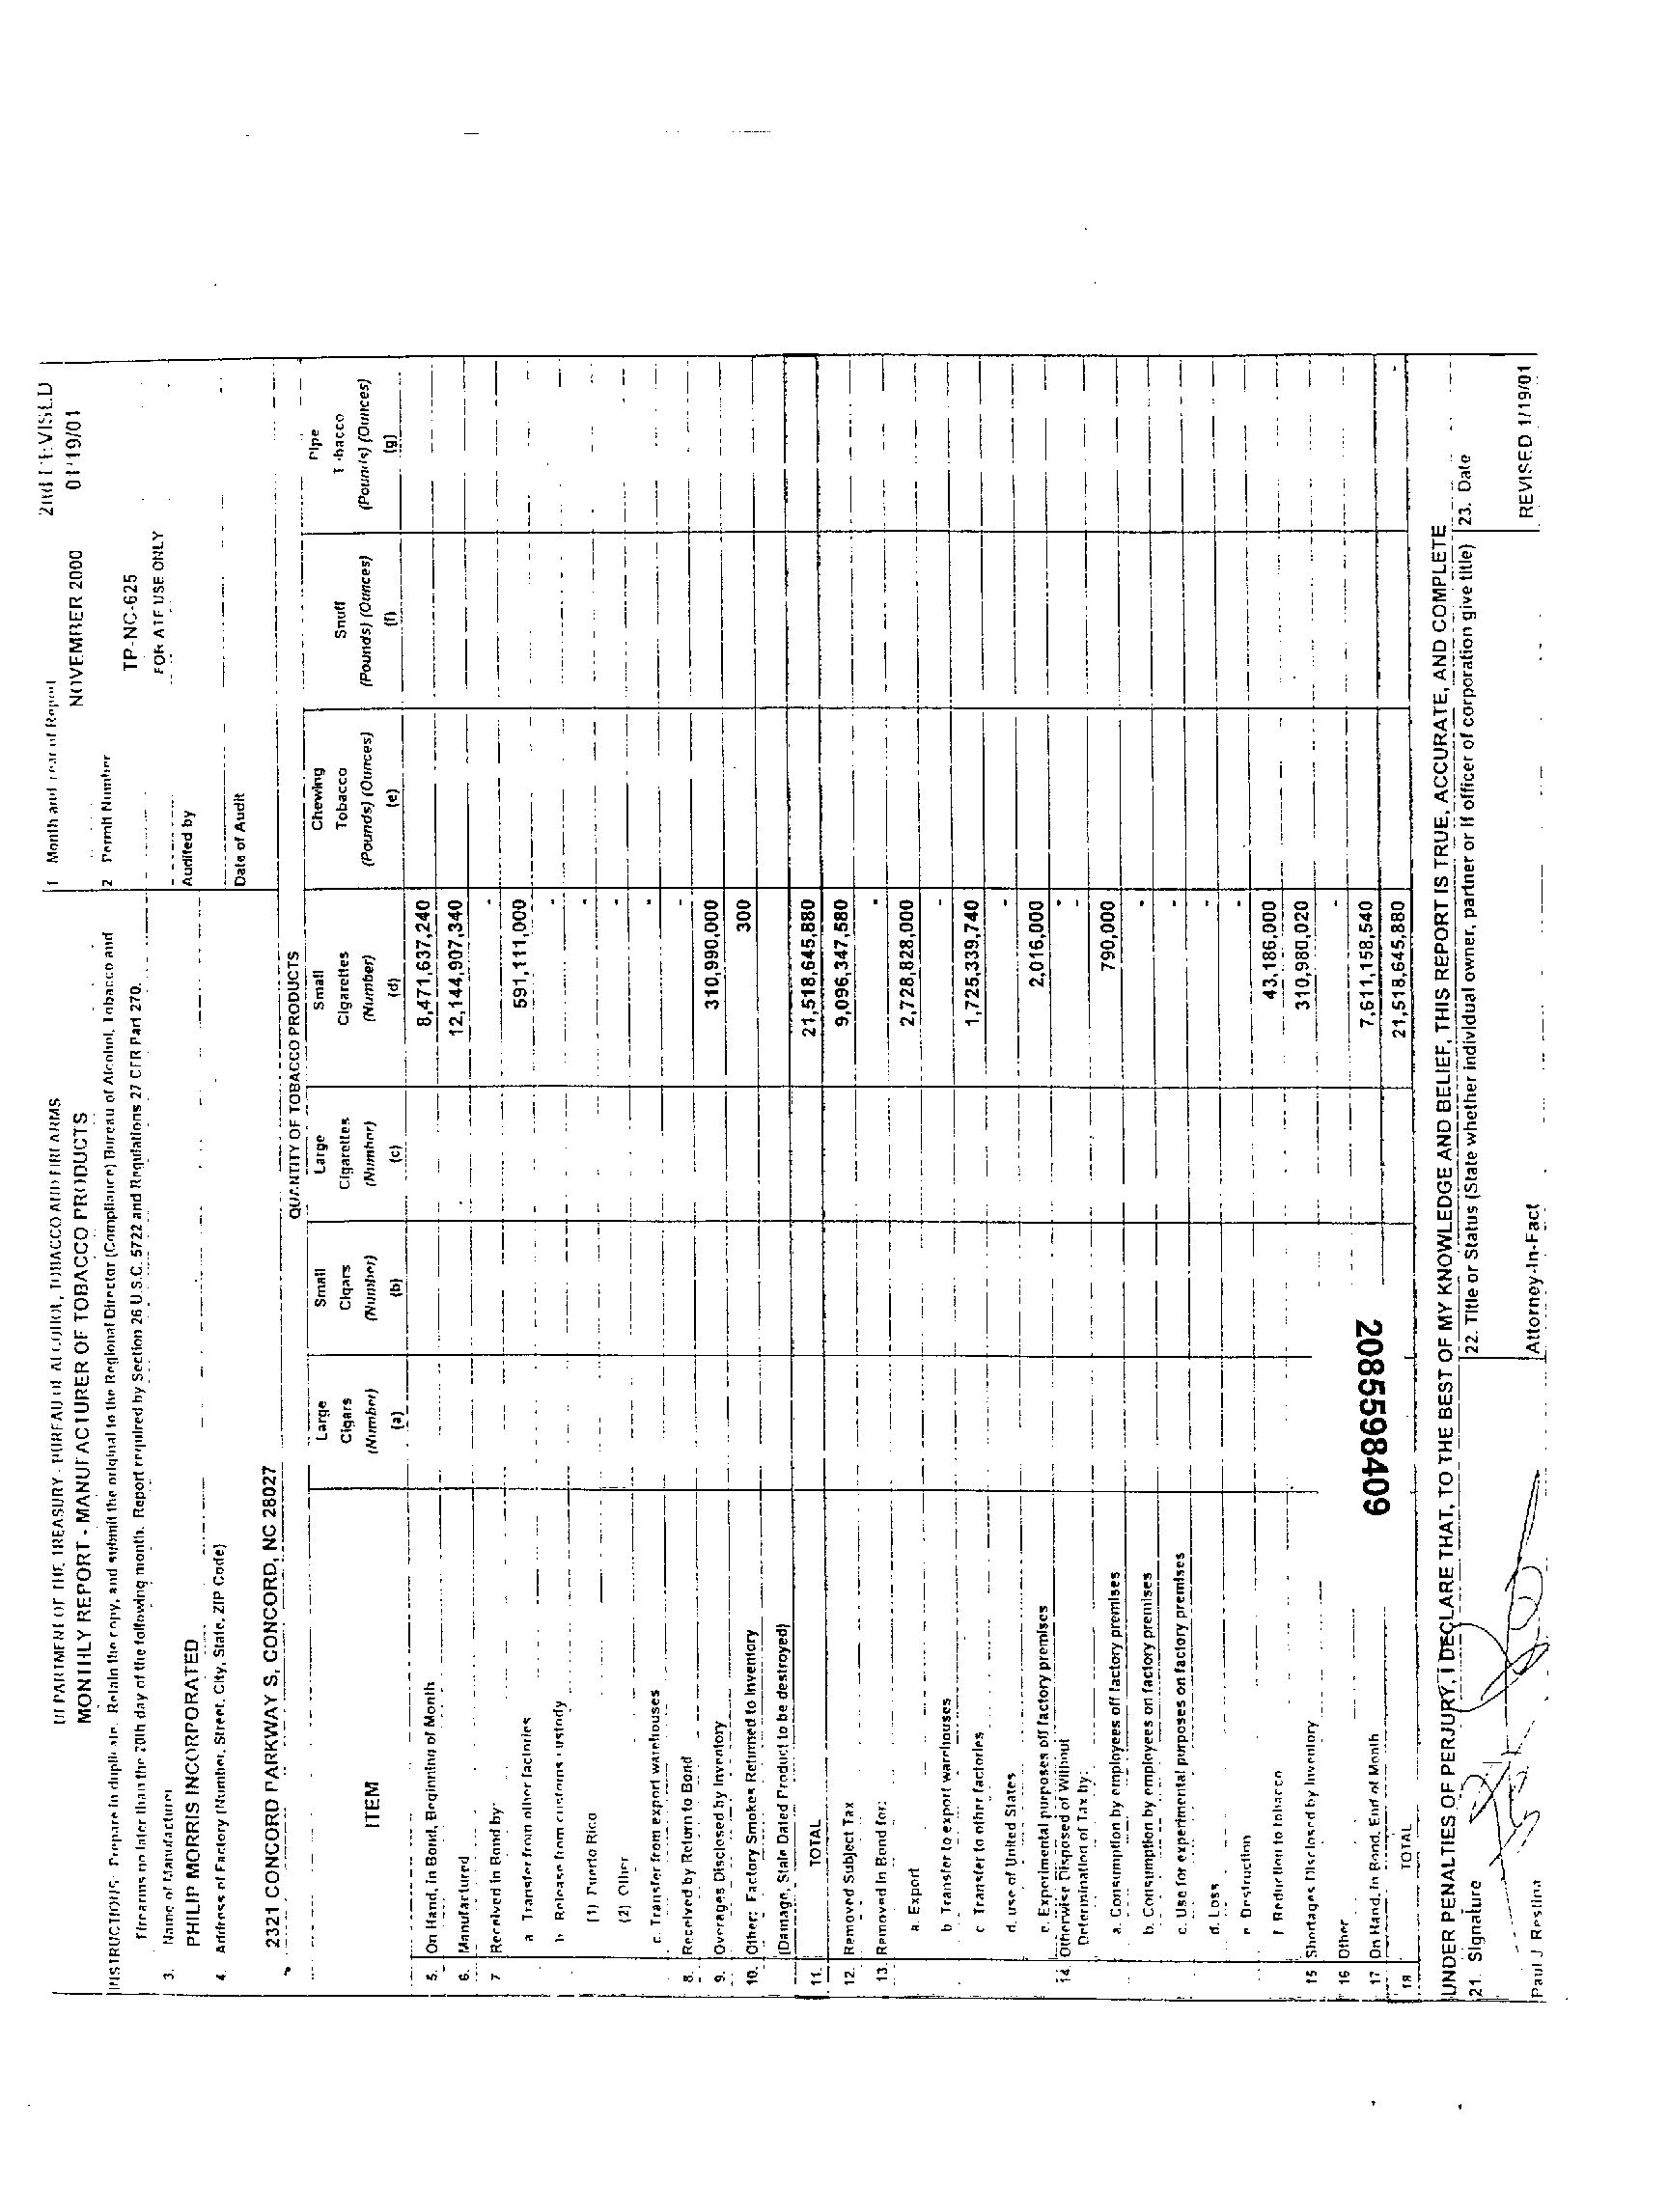 DEPARTMENT OF THE TREASURY - BUREAU OF ALCOHOL, TOBACCO AND FIREARMS
MONTHLY REPORT - MANUFACTURER OF TOBACCO PRODUCTS
1 Month and Year of Report
NOVEMBER 2000
2nd REVISED
01/19/01
INSTRUCTIONS: Prepare in duplicate. Retain the copy, and submit the original to the Regional Director (Compliance) Bureau of Alcohol, Tobacco and
Firearms no later than the 20th day of the following month. Report required by Section 26 U.S.C. 5722 and Regulations 27 CFR Part 270.
2 Permit Number
TP-NC-625
3. Name of Manufacturer
PHILIP MORRIS INCORPORATED
FOR ATF USE ONLY
Audited by
4. Address of Factory (Number, Street, City, State, ZIP Code)
Date of Audit
2321 CONCORD PARKWAY S, CONCORD, NC 28027
QUANTITY OF TOBACCO PRODUCTS
ITEM
Large Cigars (Number) (a)
Small Cigars (Number) (b)
Large Cigarettes (Number) (c)
Small Cigarettes (Number) (d)
Chewing Tobacco (Pounds) (Ounces) (e)
Snuff (Pounds) (Ounces) (f)
Pipe Tobacco (Pounds) (Ounces) (g)
5. On Hand, in Bond, Beginning of Month 8,471,637,240
6. Manufactured 12,144,907,340
7 Received in Bond by: -
a Transfer from other factories 591,111,000
b Release from customs custody -
(1) Puerto Rico -
(2) Other -
c. Transfer from export warehouses -
8. Received by Return to Bond -
9. Overages Disclosed by Inventory 310,990,000
10. Other: Factory Smokes Returned to Inventory 300
(Damage, Stale Dated Product to be destroyed)
11. TOTAL 21,518,645,880
12. Removed Subject Tax 9,096,347,580
13. Removed in Bond for: -
a. Export 2,728,828,000
b Transfer to export warehouses -
c Transfer to other factories 1,725,339,740
d. use of United States -
e. Experimental purposes off factory premises 2,016,000
14. Otherwise Disposed of Without -
Determination of Tax by: -
a. Consumption by employees off factory premises 790,000
b. Consumption by employees on factory premises -
c. Use for experimental purposes on factory premises -
d. Loss -
e Destruction -
f Reduction to tobacco 43,186,000
15 Shortages Disclosed by Inventory 310,980,020
16 Other -
17 On Hand, in Bond, End of Month 7,611,158,540
18 TOTAL 21,518,645,880
2085598409
UNDER PENALTIES OF PERJURY, I DECLARE THAT, TO THE BEST OF MY KNOWLEDGE AND BELIEF, THIS REPORT IS TRUE, ACCURATE, AND COMPLETE
21. Signature
22. Title or Status (State whether individual owner, partner or if officer of corporation give title)
23. Date
Paul J Restina
Attorney-In-Fact
REVISED 1/19/01